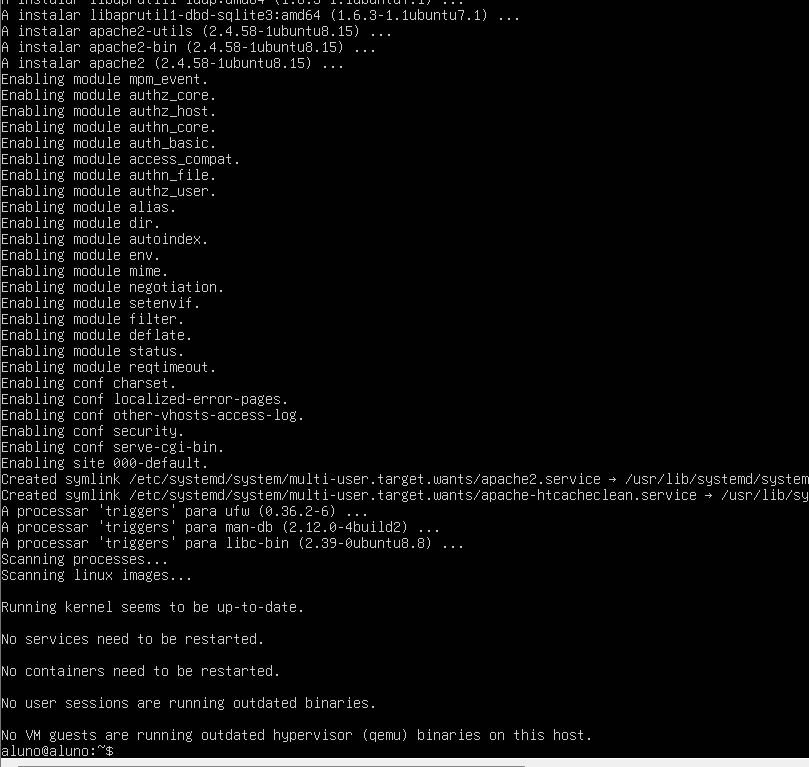 A instalar libaprutil1-ldap:amd64 (1.6.3-1.1ubuntu7.1) ...
A instalar libaprutil1-dbd-sqlite3:amd64 (1.6.3-1.1ubuntu7.1) ...
A instalar apache2-utils (2.4.58-1ubuntu8.15) ...
A instalar apache2-bin (2.4.58-1ubuntu8.15) ...
A instalar apache2 (2.4.58-1ubuntu8.15) ...
Enabling module mpm_event.
Enabling module authz_core.
Enabling module authz_host.
Enabling module authn_core.
Enabling module auth_basic.
Enabling module access_compat.
Enabling module authn_file.
Enabling module authz_user.
Enabling module alias.
Enabling module dir.
Enabling module autoindex.
Enabling module env.
Enabling module mime.
Enabling module negotiation.
Enabling module setenvif.
Enabling module filter.
Enabling module deflate.
Enabling module status.
Enabling module reqtimeout.
Enabling conf charset.
Enabling conf localized-error-pages.
Enabling conf other-vhosts-access-log.
Enabling conf security.
Enabling conf serve-cgi-bin.
Enabling site 000-default.
Created symlink /etc/systemd/system/multi-user.target.wants/apache2.service → /usr/lib/systemd/system
Created symlink /etc/systemd/system/multi-user.target.wants/apache-htcacheclean.service → /usr/lib/sy
A processar 'triggers' para ufw (0.36.2-6) ...
A processar 'triggers' para man-db (2.12.0-4build2) ...
A processar 'triggers' para libc-bin (2.39-0ubuntu8.8) ...
Scanning processes...
Scanning linux images...
Running kernel seems to be up-to-date.
No services need to be restarted.
No containers need to be restarted.
No user sessions are running outdated binaries.
No VM guests are running outdated hypervisor (qemu) binaries on this host.
aluno@aluno:~$